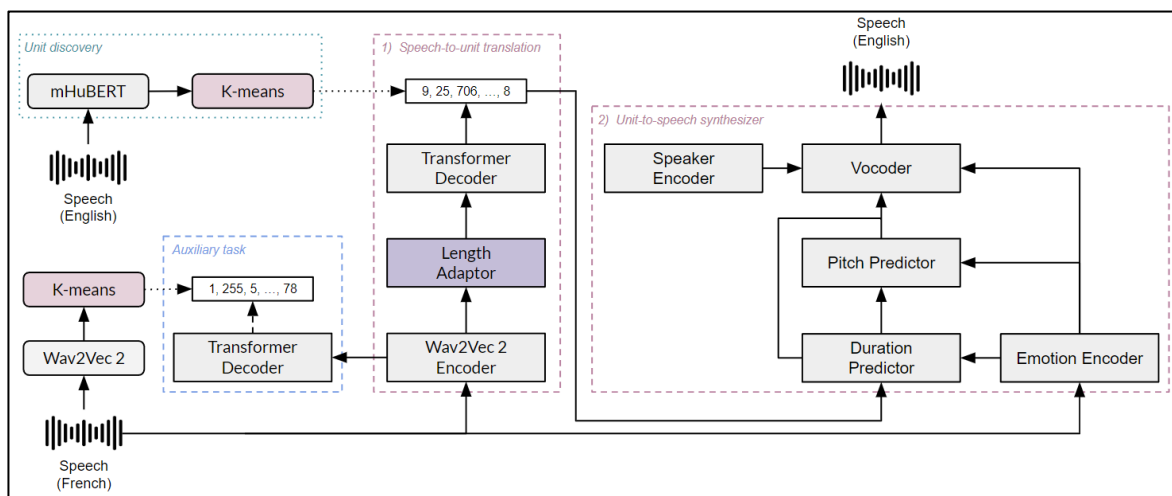 Unit discovery
mHuBERT
K-means
Speech
(English)
K-means
Wav2Vec 2
Speech
(French)
Auxiliary task
1, 255, 5, ..., 78
Transformer
Decoder
1) Speech-to-unit translation
9, 25, 706, ..., 8
Transformer
Decoder
Length
Adaptor
Wav2Vec 2
Encoder
Speech
(English)
2) Unit-to-speech synthesizer
Speaker
Encoder
Vocoder
Pitch Predictor
Duration
Predictor
Emotion Encoder